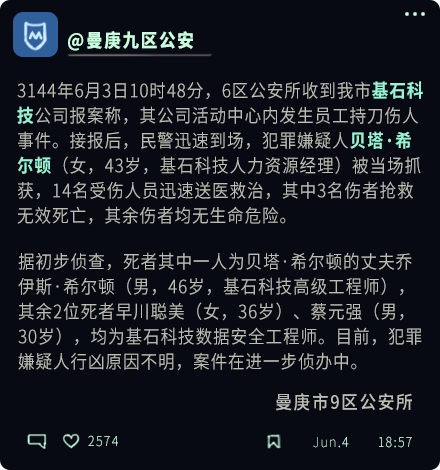 @曼庚九区公安
3144年6月3日10时48分，6区公安所收到我市基石科
技公司报案称，其公司活动中心内发生员工持刀伤人
事件。接报后，民警迅速到场，犯罪嫌疑人贝塔·希
尔顿（女，43岁，基石科技人力资源经理）被当场抓
获，14名受伤人员迅速送医救治，其中3名伤者抢救
无效死亡，其余伤者均无生命危险。
据初步侦查，死者其中一人为贝塔·希尔顿的丈夫乔
伊斯·希尔顿（男，46岁，基石科技高级工程师），
其余2位死者早川聪美（女，36岁）、蔡元强（男，
30岁），均为基石科技数据安全工程师。目前，犯罪
嫌疑人行凶原因不明，案件在进一步侦办中。
曼庚市9区公安所
2574 Jun.4 18:57